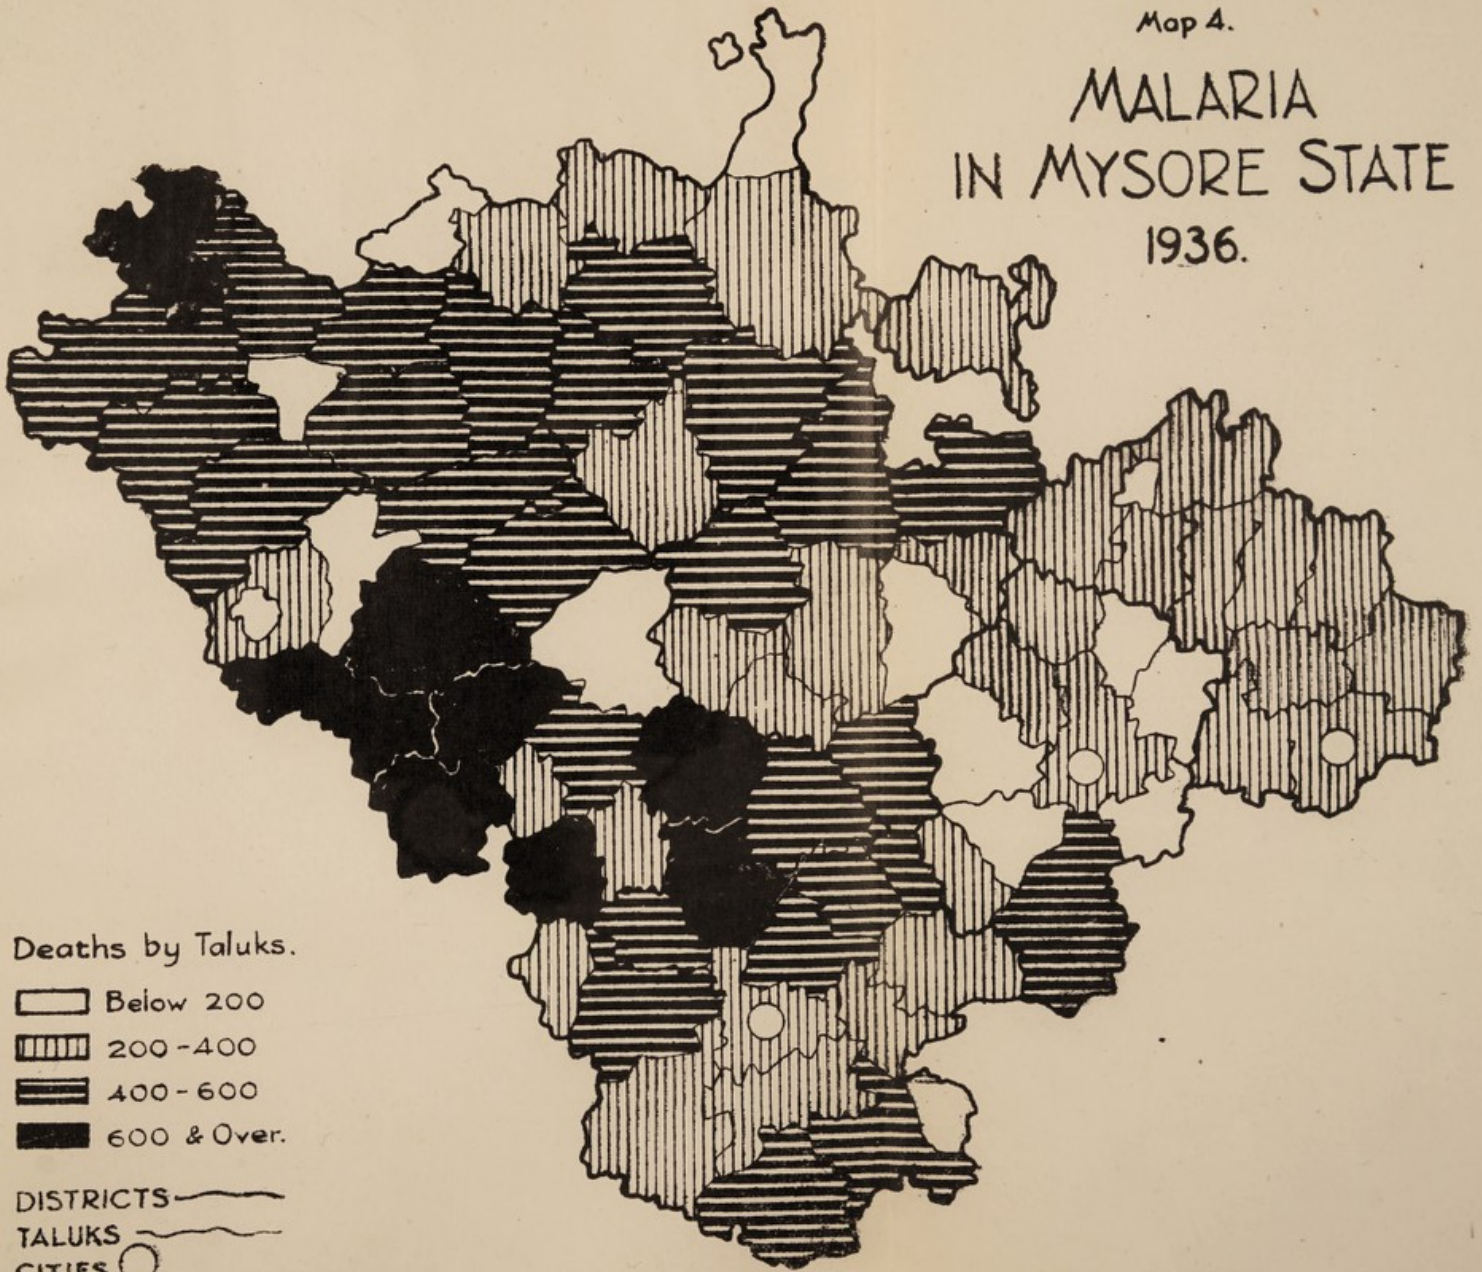 Map 4.
MALARIA
IN MYSORE STATE
1936.
Deaths by Taluks.
Below 200
200-400
400-600
600 & Over.
DISTRICTS
TALUKS
CITIES